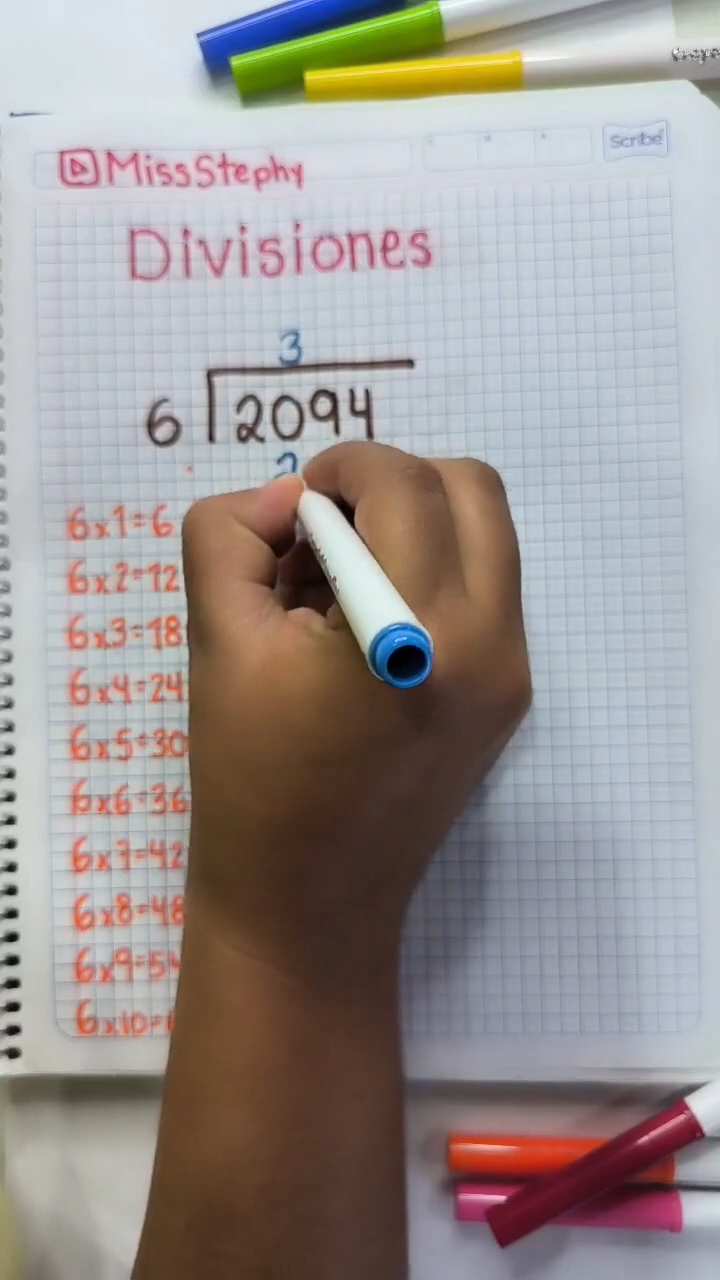 Scribe
MissStephy
Divisiones
3
6 2094
2
6x1=6
6x2=12
6x3=18
6x4=24
6x5=30
6x6=36
6x7=42
6x8=48
6x9=54
6x10=